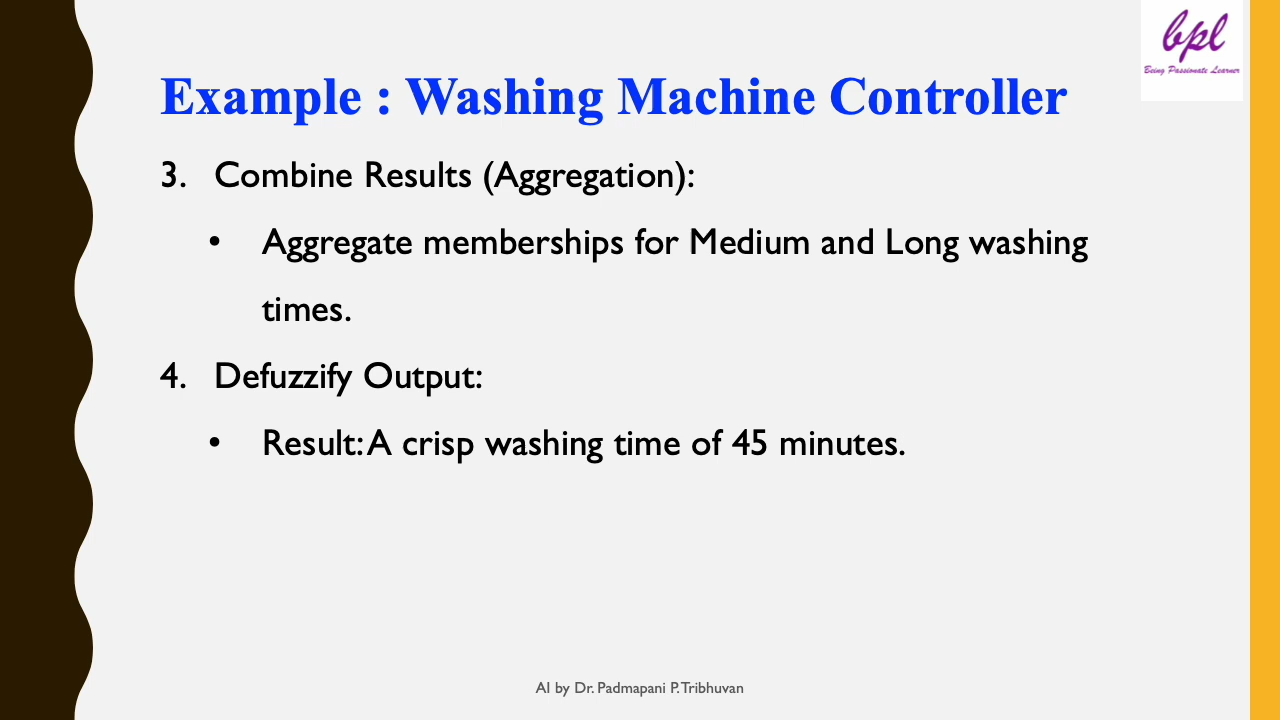 bpl
Being Passionate Learner
Example : Washing Machine Controller
3. Combine Results (Aggregation):
• Aggregate memberships for Medium and Long washing
times.
4. Defuzzify Output:
• Result: A crisp washing time of 45 minutes.
AI by Dr. Padmapani P. Tribhuvan